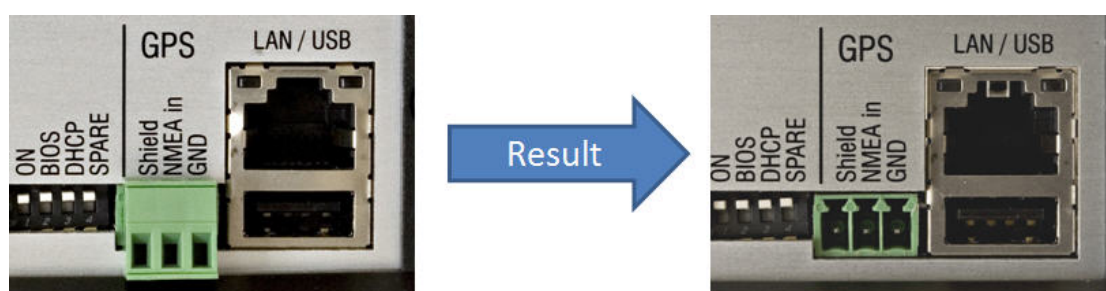 GPS
LAN / USB
ON
BIOS
DHCP
SPARE
Shield
NMEA in
GND
Result
GPS
LAN / USB
ON
BIOS
DHCP
SPARE
Shield
NMEA in
GND